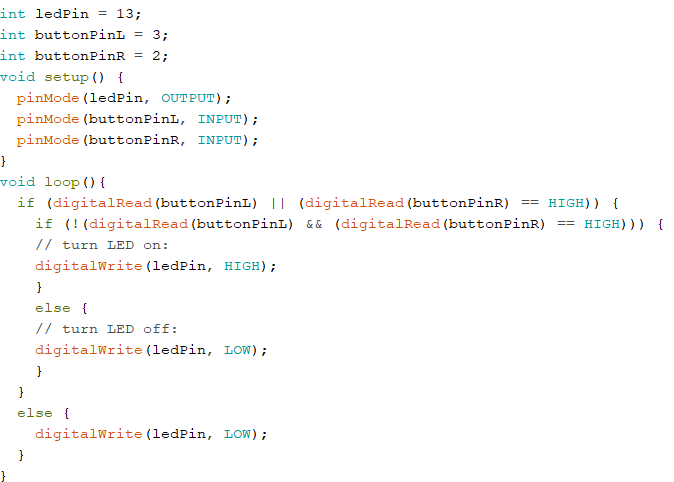 int ledPin = 13;
int buttonPinL = 3;
int buttonPinR = 2;
void setup() {
  pinMode(ledPin, OUTPUT);
  pinMode(buttonPinL, INPUT);
  pinMode(buttonPinR, INPUT);
}
void loop(){
  if (digitalRead(buttonPinL) || (digitalRead(buttonPinR) == HIGH)) {
    if (!(digitalRead(buttonPinL) && (digitalRead(buttonPinR) == HIGH))) {
    // turn LED on:
    digitalWrite(ledPin, HIGH);
    }
    else {
    // turn LED off:
    digitalWrite(ledPin, LOW);
    }
  }
  else {
    digitalWrite(ledPin, LOW);
  }
}